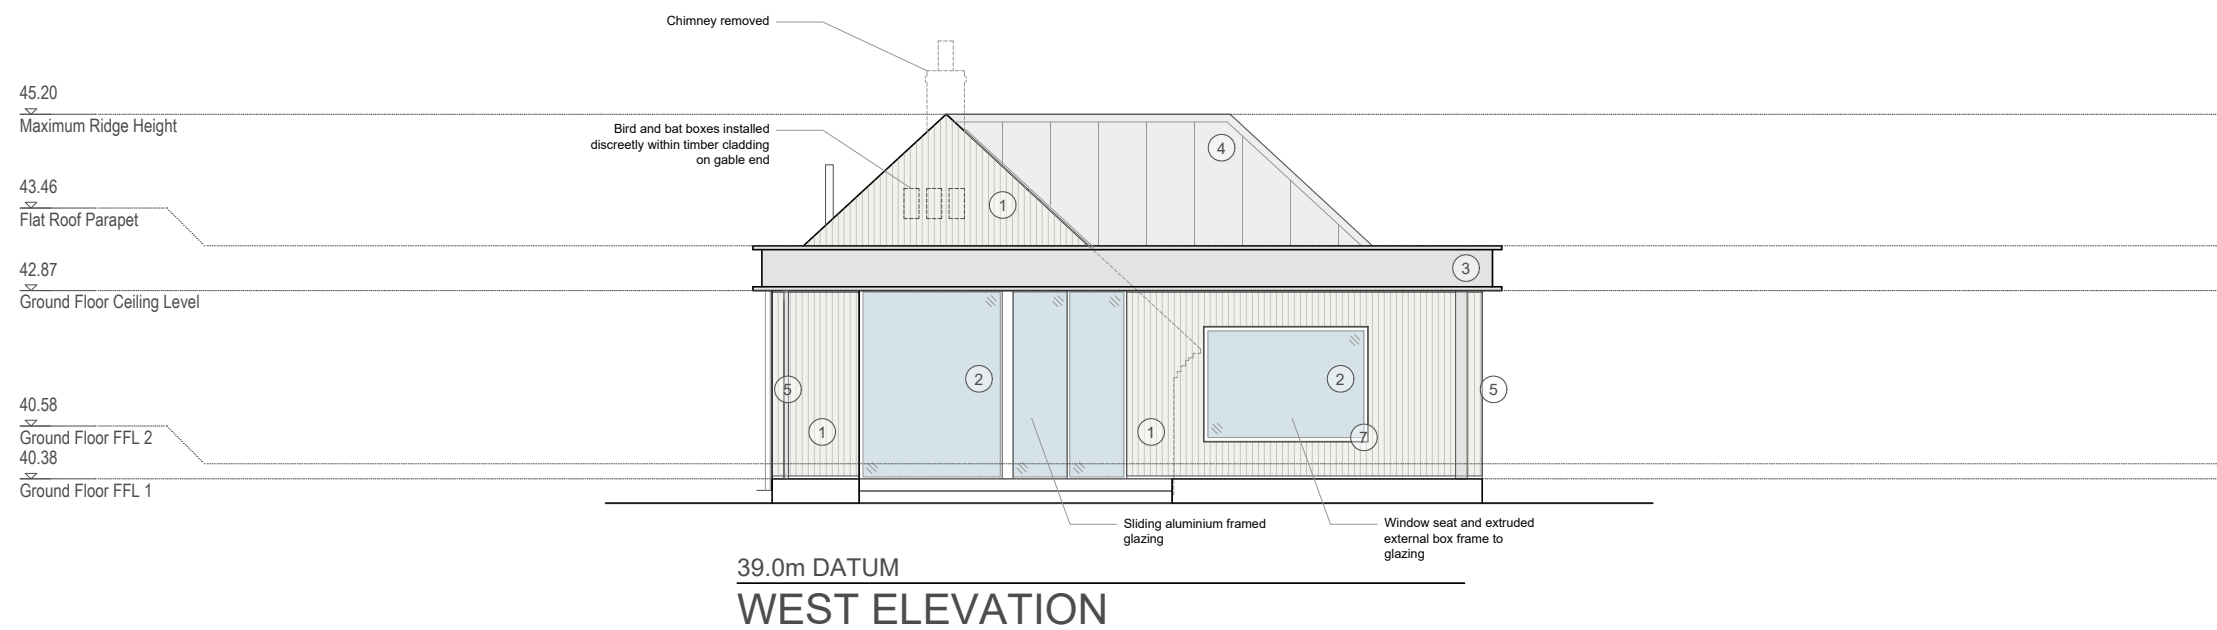 Chimney removed
45.20
Maximum Ridge Height
Bird and bat boxes installed
discreetly within timber cladding
on gable end
4
43.46
Flat Roof Parapet
1
42.87
Ground Floor Ceiling Level
3
40.58
Ground Floor FFL 2
40.38
Ground Floor FFL 1
5
1
2
1
2
7
5
Sliding aluminium framed
glazing
Window seat and extruded
external box frame to
glazing
39.0m DATUM
WEST ELEVATION